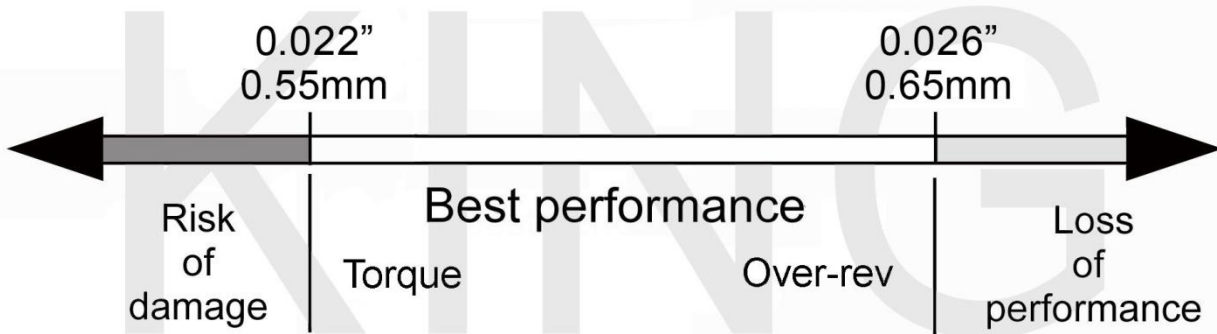 0.022” 0.026”
0.55mm 0.65mm
KING
Best performance
Risk
of
damage
Torque
Over-rev
Loss
of
performance